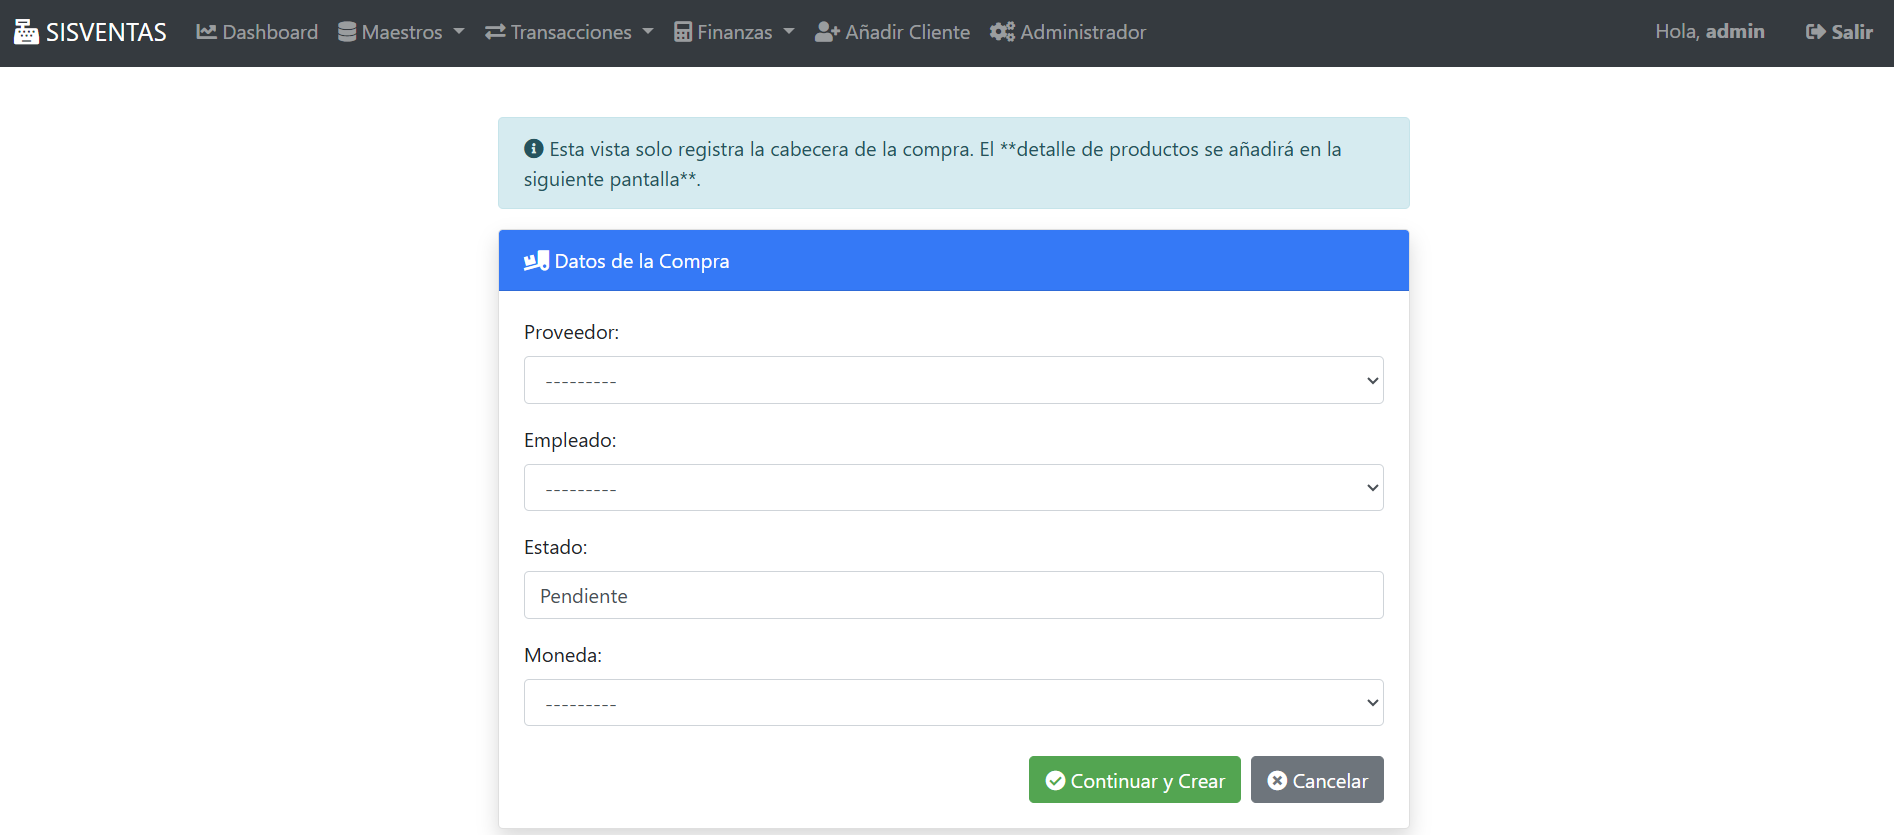 SISVENTAS Dashboard Maestros Transacciones Finanzas Añadir Cliente Administrador Hola, admin Salir
Esta vista solo registra la cabecera de la compra. El **detalle de productos se añadirá en la
siguiente pantalla**.
Datos de la Compra
Proveedor:
---------
Empleado:
---------
Estado:
Pendiente
Moneda:
---------
Continuar y Crear Cancelar